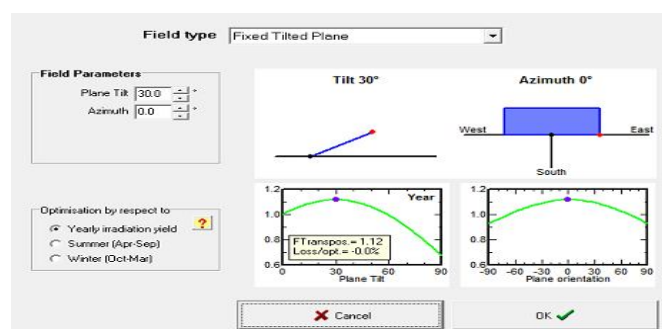 Field type Fixed Tilted Plane
Field Parameters
Plane Tilt 30.0 °
Azimuth 0.0 °
Tilt 30°
Azimuth 0°
West
East
South
Optimisation by respect to
Yearly irradiation yield
Summer (Apr-Sep)
Winter (Oct-Mar)
?
1.2
1.0
0.8
0.6
Year
FTranspos.= 1.12
Loss/opt.= -0.0%
0 30 60 90
Plane Tilt
1.2
1.0
0.8
0.6
-90 -60 -30 0 30 60 90
Plane orientation
Cancel
OK